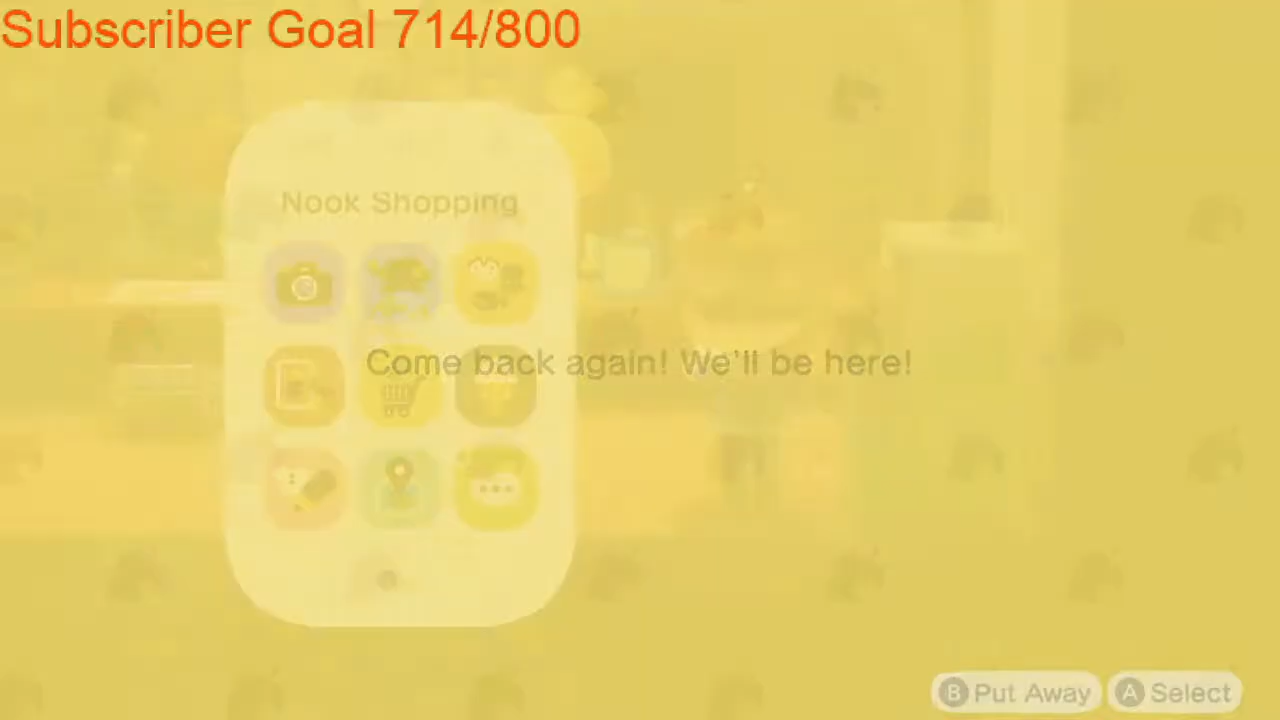 Subscriber Goal 714/800
Nook Shopping
Come back again! We'll be here!
B Put Away A Select